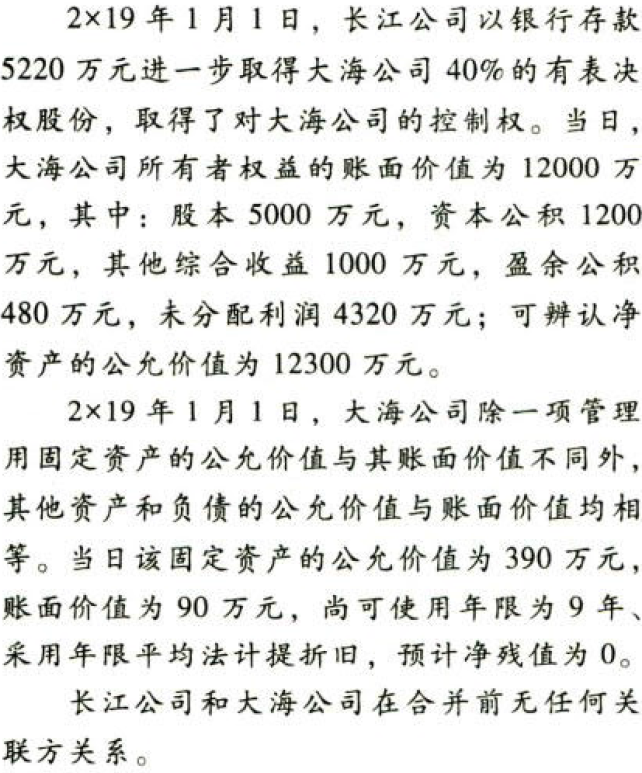 2×19 年 1 月 1 日，长江公司以银行存款
5220 万元进一步取得大海公司 40%的有表决
权股份，取得了对大海公司的控制权。当日，
大海公司所有者权益的账面价值为 12000 万
元，其中：股本 5000 万元，资本公积 1200
万元，其他综合收益 1000 万元，盈余公积
480 万元，未分配利润 4320 万元；可辨认净
资产的公允价值为 12300 万元。
2×19 年 1 月 1 日，大海公司除一项管理
用固定资产的公允价值与其账面价值不同外，
其他资产和负债的公允价值与账面价值均相
等。当日该固定资产的公允价值为 390 万元，
账面价值为 90 万元，尚可使用年限为 9 年、
采用年限平均法计提折旧，预计净残值为 0。
长江公司和大海公司在合并前无任何关
联方关系。